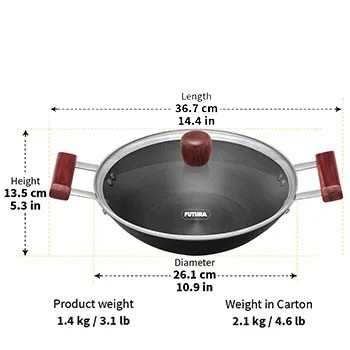 Length
36.7 cm
14.4 in.
Height
13.5 cm
5.3 in
FUTURA
Diameter
26.1 cm
10.9 in.
Product weight
1.4 kg / 3.1 lb
Weight in Carton
2.1 kg / 4.6 lb